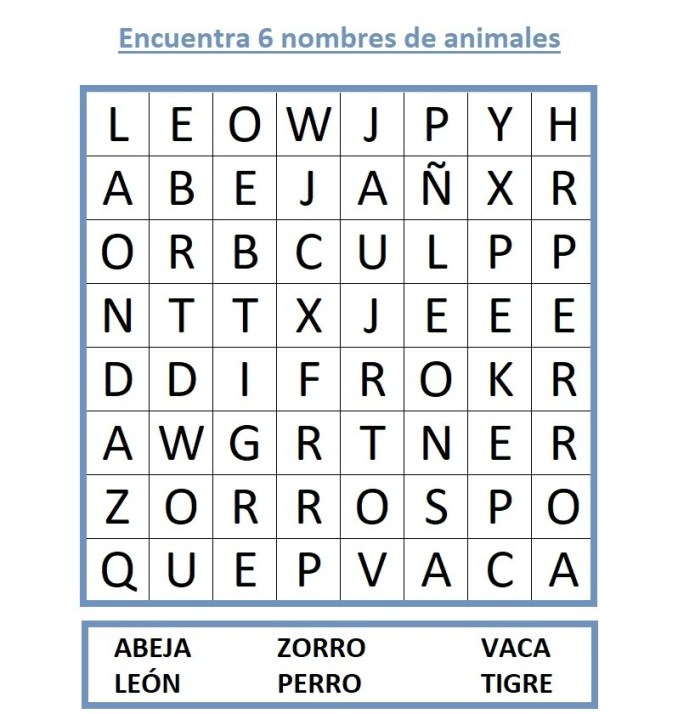 Encuentra 6 nombres de animales
L E O W J P Y H
A B E J A Ñ X R
O R B C U L P P
N T T X J E E E
D D I F R O K R
A W G R T N E R
Z O R R O S P O
Q U E P V A C A
ABEJA ZORRO VACA
LEÓN PERRO TIGRE